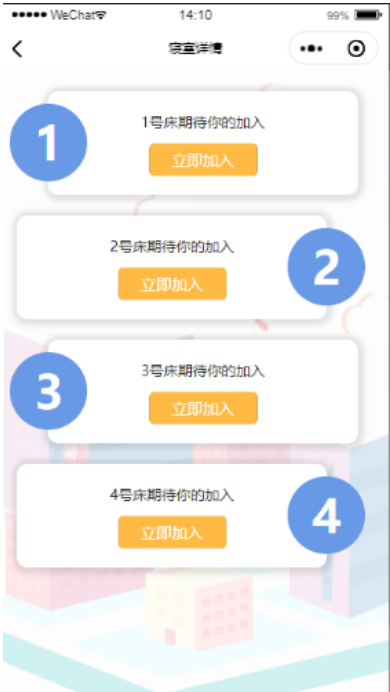 WeChat
14:10
99%
寝室详情
1号床期待你的加入
立即加入
1
2号床期待你的加入
立即加入
2
3号床期待你的加入
立即加入
3
4号床期待你的加入
立即加入
4